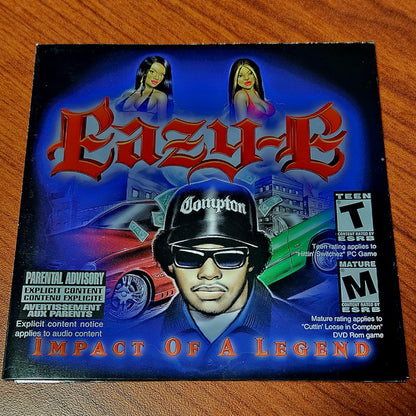 Eazy-E
Compton
TEEN
T
CONTENT RATED BY
ESRB
Teen rating applies to
"Hittin' Switchez" PC Game
MATURE
M
CONTENT RATED BY
ESRB
Mature rating applies to
"Cuttin' Loose in Compton"
DVD Rom game
PARENTAL ADVISORY
EXPLICIT CONTENT
CONTENU EXPLICITE
AVERTISSEMENT
AUX PARENTS
Explicit content notice
applies to audio content
IMPACT OF A LEGEND